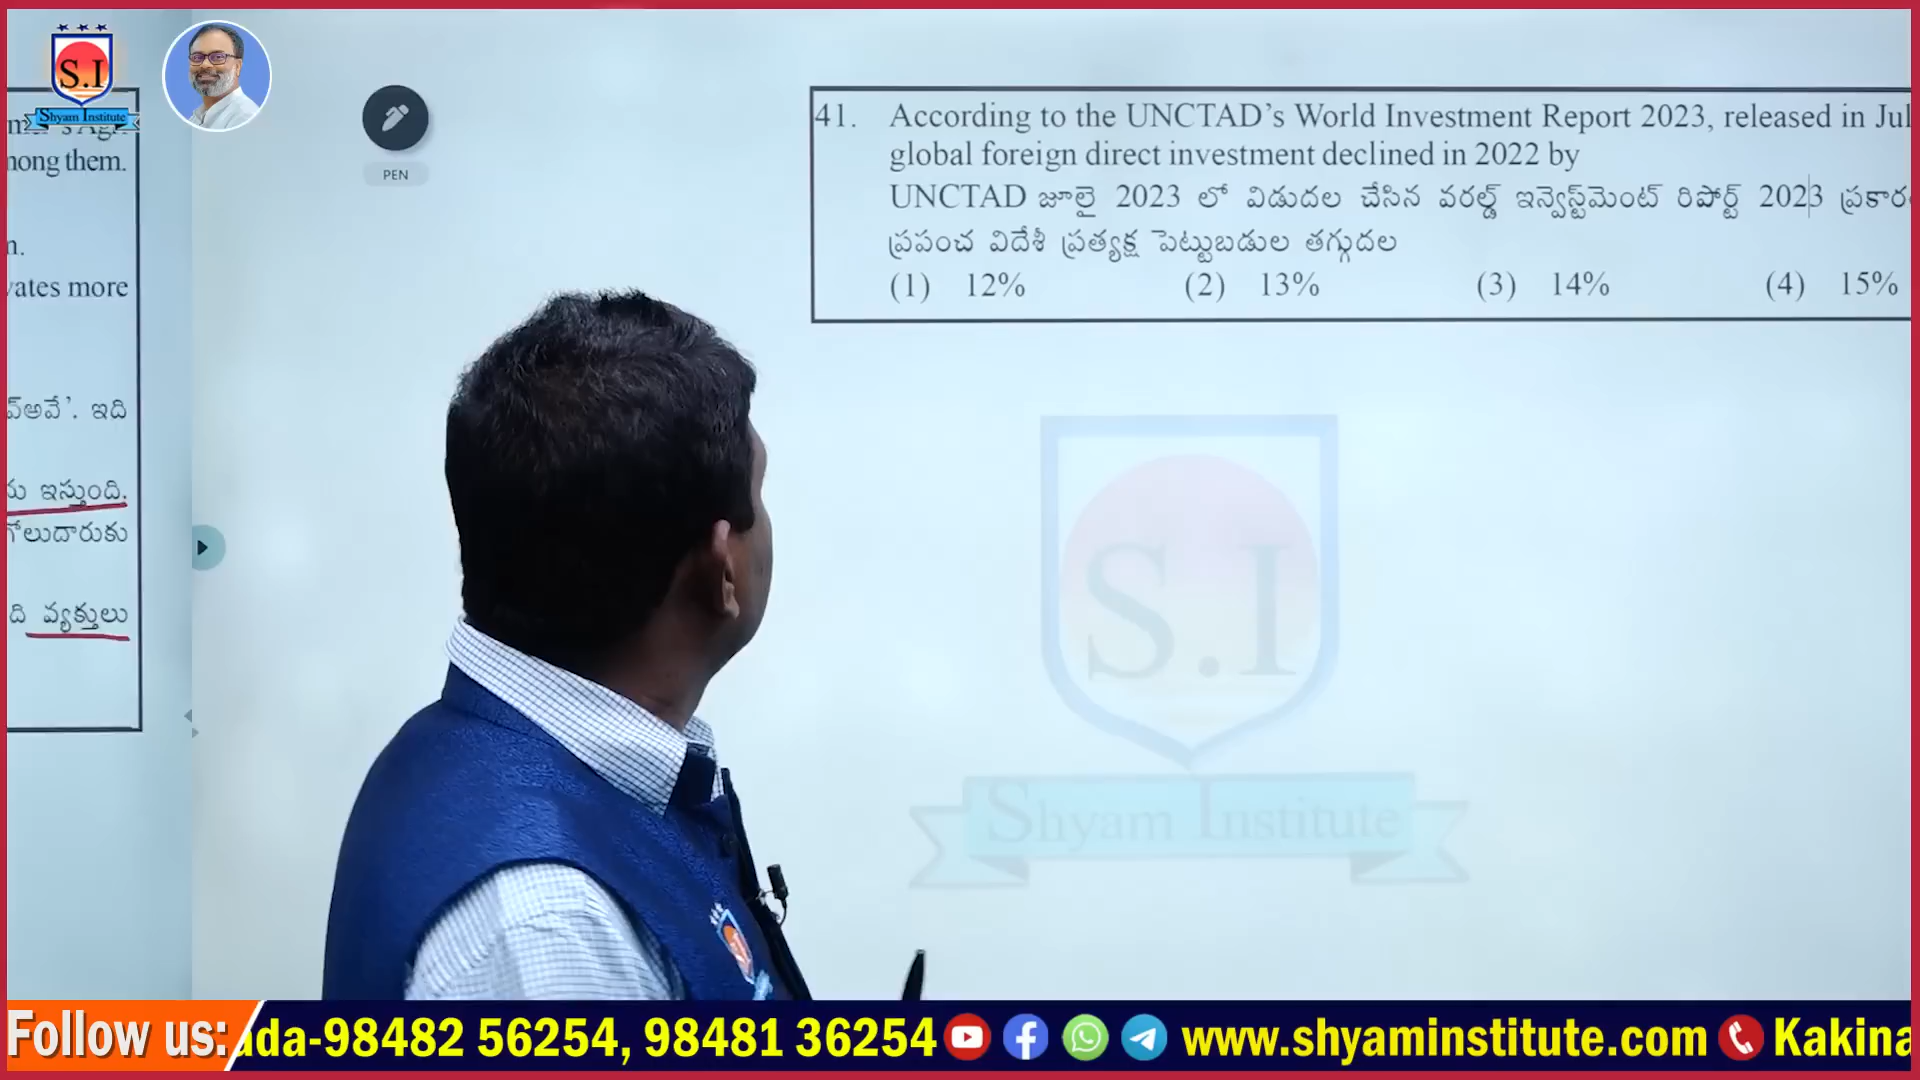 S.I
Shyam Institute
mong them.
vates more
ఇది
ఇస్తుంది.
వ్యక్తులు
PEN
41. According to the UNCTAD's World Investment Report 2023, released in Jul
global foreign direct investment declined in 2022 by
UNCTAD జూలై 2023 లో విడుదల చేసిన వరల్డ్ ఇన్వెస్ట్‌మెంట్ రిపోర్ట్ 2023 ప్రకార
ప్రపంచ విదేశీ ప్రత్యక్ష పెట్టుబడుల తగ్గుదల
(1) 12% (2) 13% (3) 14% (4) 15%
S.I
Shyam Institute
Follow us: ada-98482 56254, 98481 36254 www.shyaminstitute.com Kakina